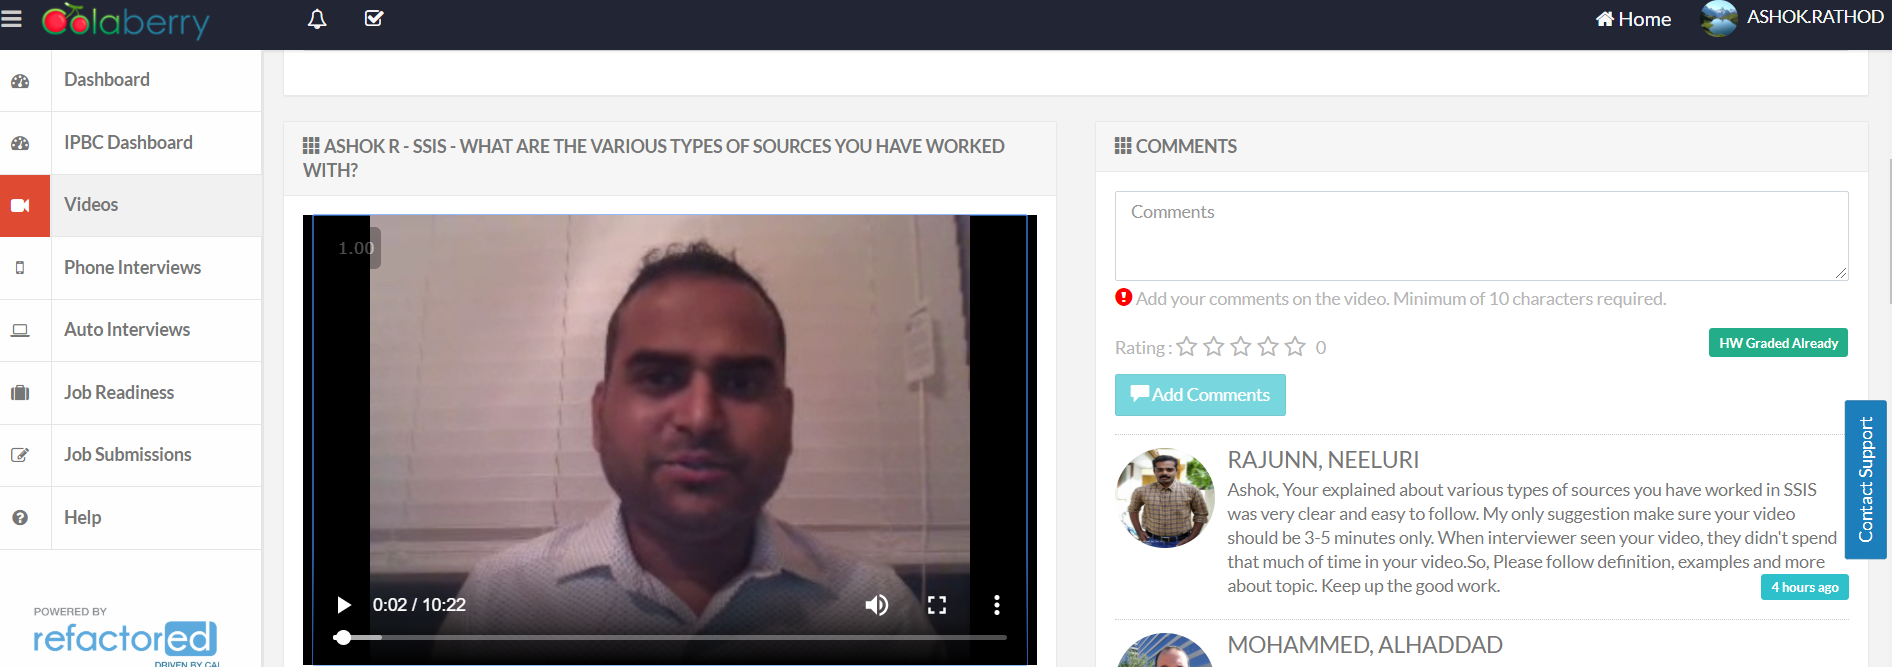 Colaberry
Home
ASHOK.RATHOD
Dashboard
IPBC Dashboard
Videos
Phone Interviews
Auto Interviews
Job Readiness
Job Submissions
Help
POWERED BY
refactored
DRIVEN BY CAI
ASHOK R - SSIS - WHAT ARE THE VARIOUS TYPES OF SOURCES YOU HAVE WORKED
WITH?
1.00
0:02 / 10:22
COMMENTS
Comments
Add your comments on the video. Minimum of 10 characters required.
Rating : 0
HW Graded Already
Add Comments
RAJUNN, NEELURI
Ashok, Your explained about various types of sources you have worked in SSIS
was very clear and easy to follow. My only suggestion make sure your video
should be 3-5 minutes only. When interviewer seen your video, they didn't spend
that much of time in your video.So, Please follow definition, examples and more
about topic. Keep up the good work.
4 hours ago
MOHAMMED, ALHADDAD
Contact Support